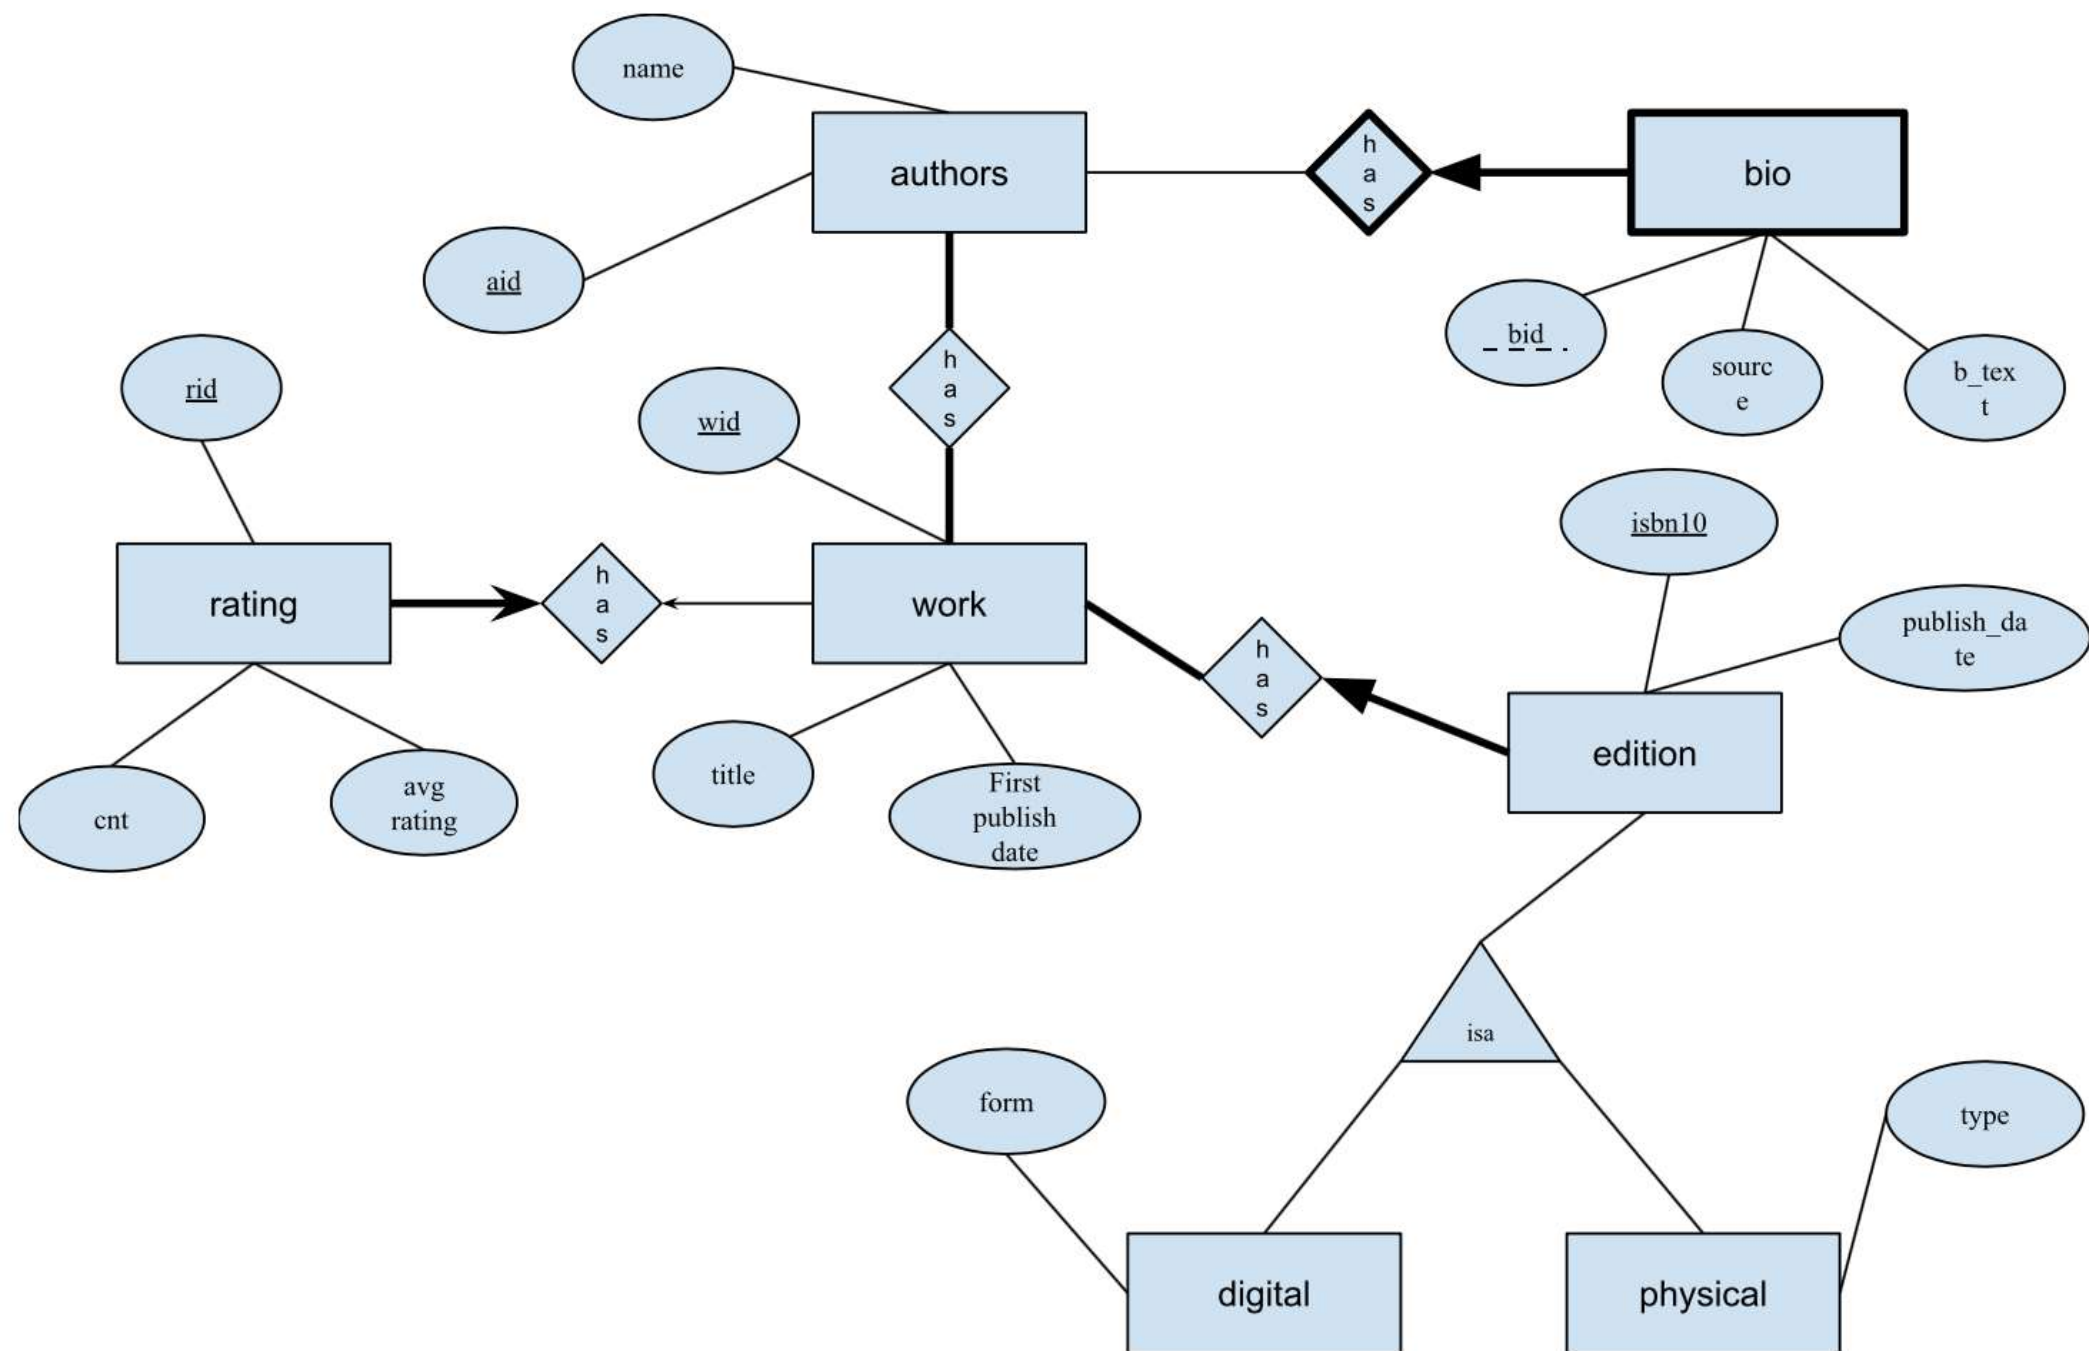 name
authors
h
a
s
bio
aid
bid
sourc
e
b_tex
t
rid
wid
h
a
s
isbn10
rating
h
a
s
work
h
a
s
publish_da
te
edition
cnt
avg
rating
title
First
publish
date
isa
form
type
digital
physical